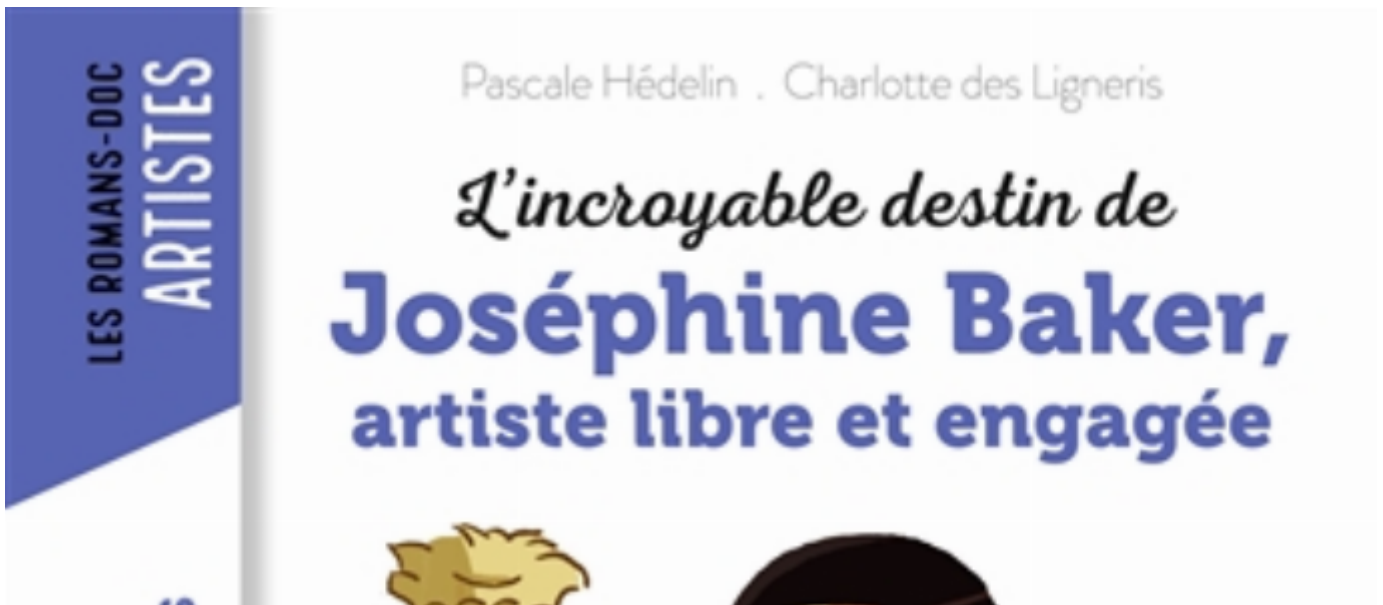 LES ROMANS-DOC
ARTISTES
Pascale Hédelin . Charlotte des Ligneris
L'incroyable destin de
Joséphine Baker,
artiste libre et engagée